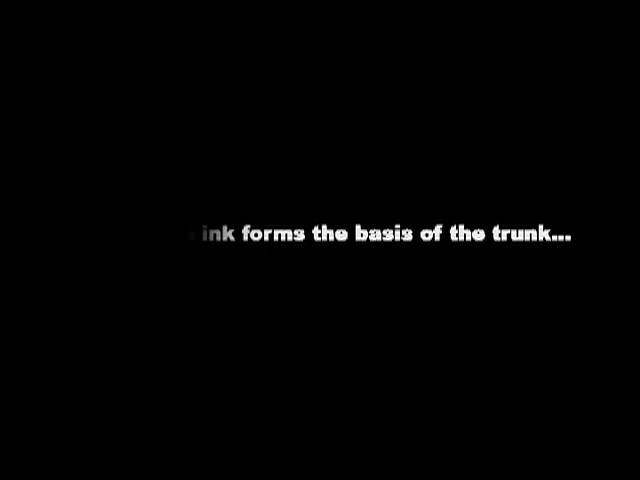 ink forms the basis of the trunk...